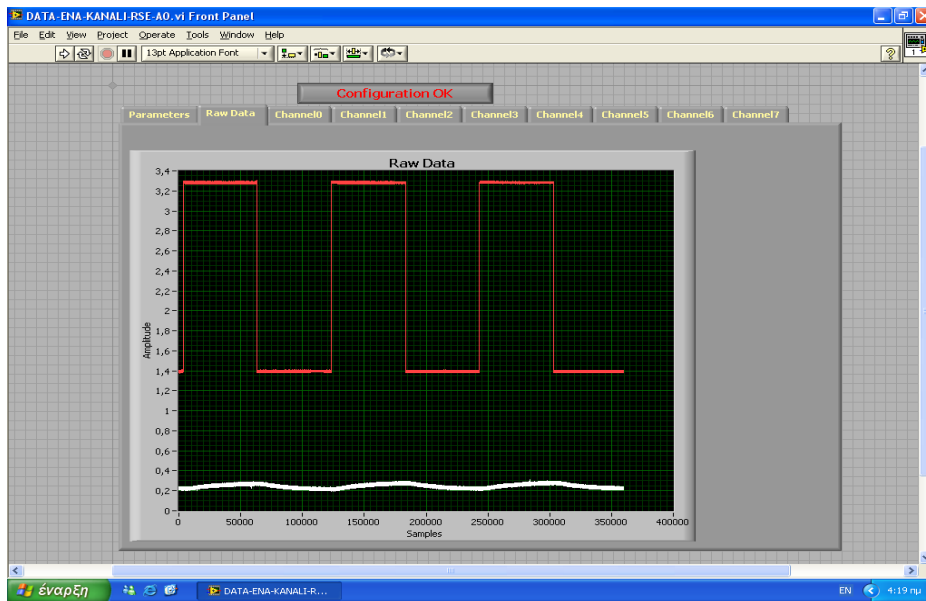 DATA-ENA-KANALI-RSE-AO.vi Front Panel
File Edit View Project Operate Tools Window Help
13pt Application Font
?
1
Configuration OK
Parameters Raw Data Channel0 Channel1 Channel2 Channel3 Channel4 Channel5 Channel6 Channel7
Raw Data
3,4
3,2
3
2,8
2,6
2,4
2,2
2
1,8
1,6
1,4
1,2
1
0,8
0,6
0,4
0,2
0
Amplitude
0 50000 100000 150000 200000 250000 300000 350000 400000
Samples
έναρξη
DATA-ENA-KANALI-R...
EN
4:19 πμ